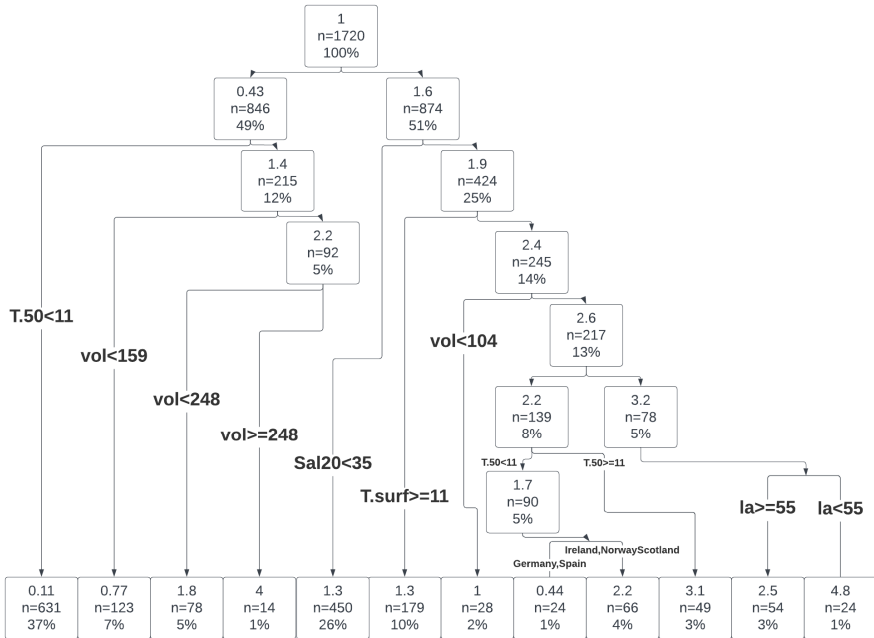 1
n=1720
100%
0.43
n=846
49%
1.6
n=874
51%
1.4
n=215
12%
1.9
n=424
25%
2.2
n=92
5%
2.4
n=245
14%
T.50<11
vol<159
vol<104
2.6
n=217
13%
vol<248
vol>=248
2.2
n=139
8%
3.2
n=78
5%
Sal20<35
T.50<11
T.50>=11
T.surf>=11
1.7
n=90
5%
la>=55
la<55
Ireland,NorwayScotland
Germany,Spain
0.11
n=631
37%
0.77
n=123
7%
1.8
n=78
5%
4
n=14
1%
1.3
n=450
26%
1.3
n=179
10%
1
n=28
2%
0.44
n=24
1%
2.2
n=66
4%
3.1
n=49
3%
2.5
n=54
3%
4.8
n=24
1%